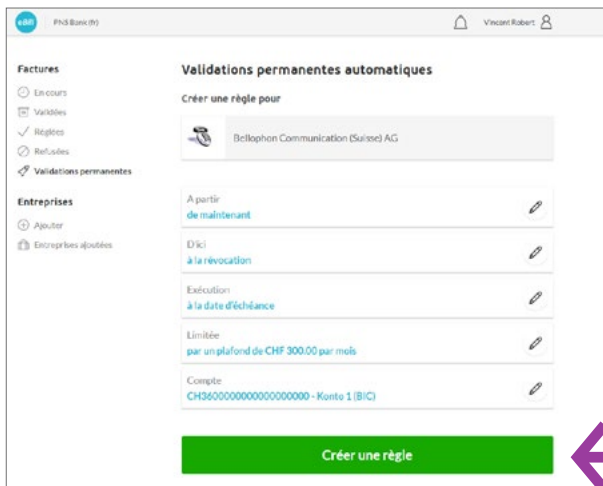 eBill
PNS Bank (fr)
Vincent Robert
Factures
En cours
Validées
Réglées
Refusées
Validations permanentes
Entreprises
Ajouter
Entreprises ajoutées
Validations permanentes automatiques
Créer une règle pour
Bellophon Communication (Suisse) AG
A partir
de maintenant
D'ici
à la révocation
Exécution
à la date d'échéance
Limitée
par un plafond de CHF 300.00 par mois
Compte
CH3600000000000000000 - Konto 1 (BIC)
Créer une règle